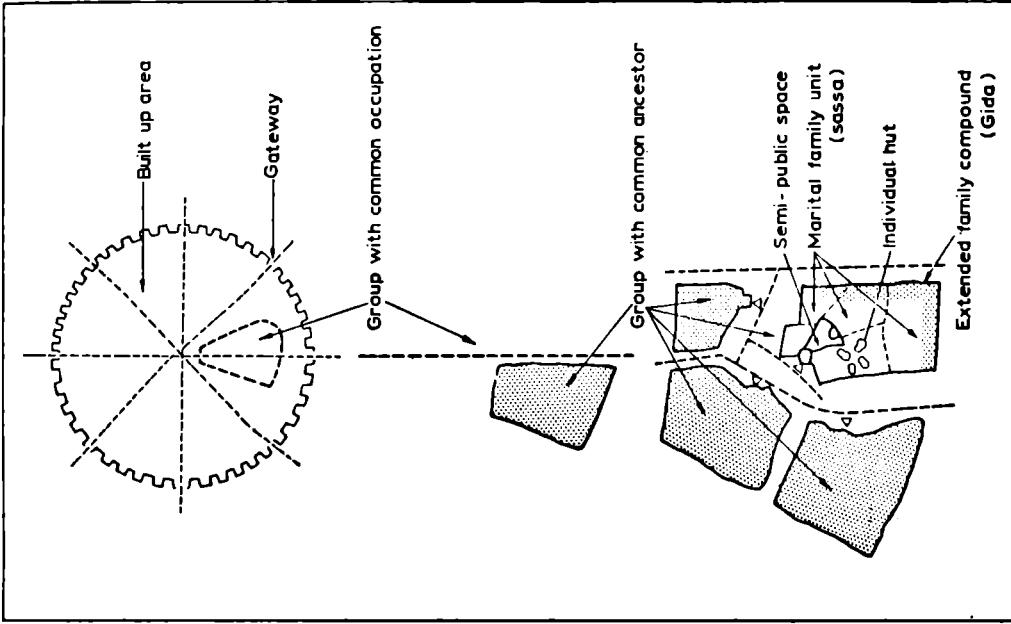 Built up area
Gateway
Group with common occupation
Group with common ancestor
Semi-public space
Marital family unit
(sassa)
Individual hut
Extended family compound
(Gida)